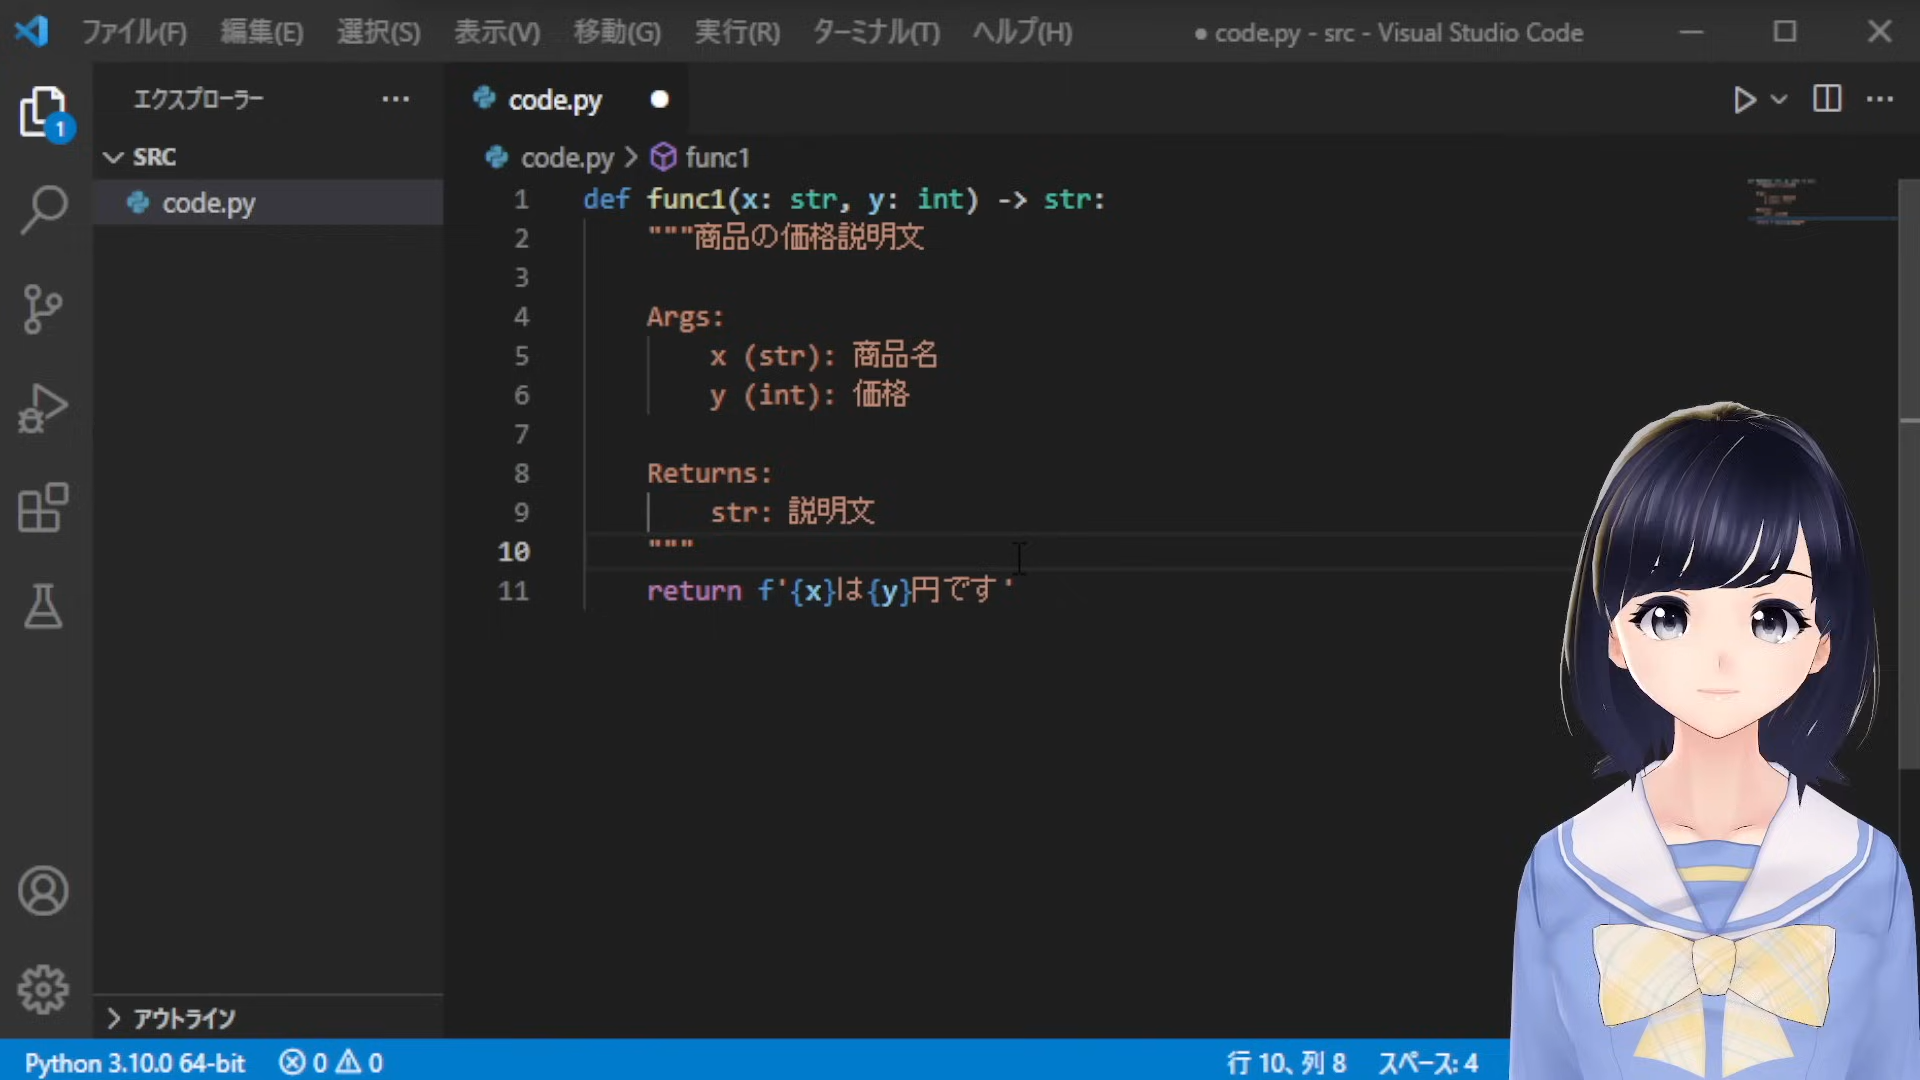 ファイル(F) 編集(E) 選択(S) 表示(V) 移動(G) 実行(R) ターミナル(T) ヘルプ(H) ● code.py - src - Visual Studio Code
エクスプローラー
SRC
code.py
1
code.py
code.py > func1
1 def func1(x: str, y: int) -> str:
2 """商品の価格説明文
3
4 Args:
5 x (str): 商品名
6 y (int): 価格
7
8 Returns:
9 str: 説明文
10 """
11 return f'{x}は{y}円です'
アウトライン
Python 3.10.0 64-bit 0 0 行 10、列 8 スペース: 4